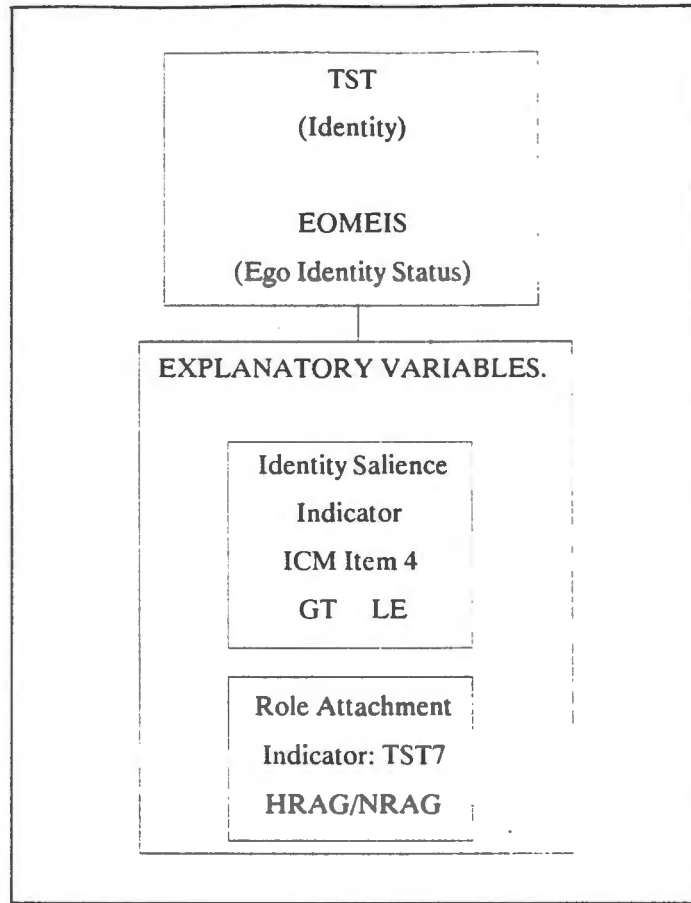 TST
(Identity)
EOMEIS
(Ego Identity Status)
EXPLANATORY VARIABLES.
Identity Salience
Indicator
ICM Item 4
GT LE
Role Attachment
Indicator: TST7
HRAG/NRAG